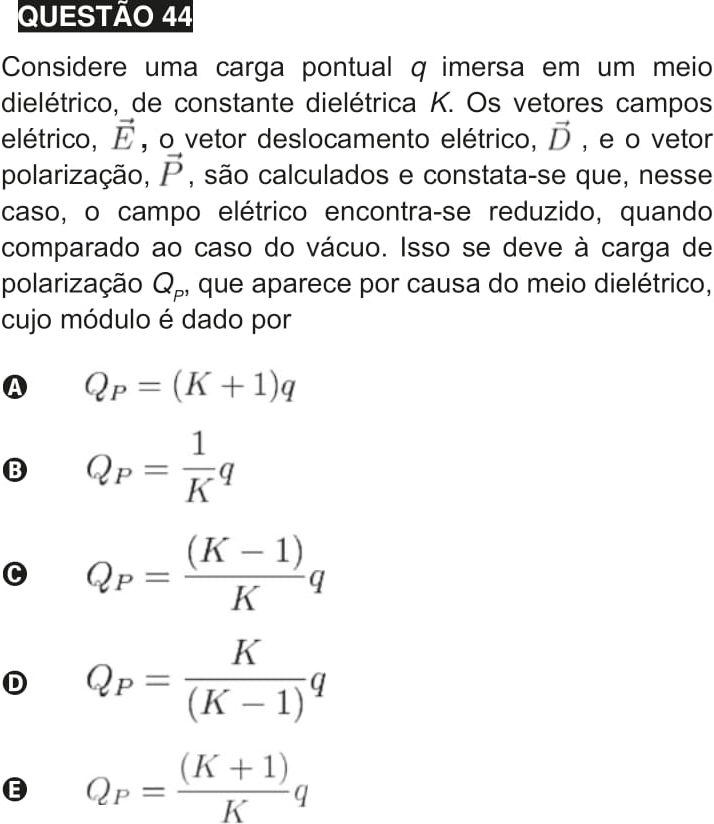 QUESTÃO 44
Considere uma carga pontual q imersa em um meio
dielétrico, de constante dielétrica K. Os vetores campos
elétrico, $\vec{E}$, o vetor deslocamento elétrico, $\vec{D}$ , e o vetor
polarização, $\vec{P}$ , são calculados e constata-se que, nesse
caso, o campo elétrico encontra-se reduzido, quando
comparado ao caso do vácuo. Isso se deve à carga de
polarização $Q_P$, que aparece por causa do meio dielétrico,
cujo módulo é dado por
A $Q_P = (K + 1)q$
B $Q_P = \frac{1}{K}q$
C $Q_P = \frac{(K - 1)}{K}q$
D $Q_P = \frac{K}{(K - 1)}q$
E $Q_P = \frac{(K + 1)}{K}q$